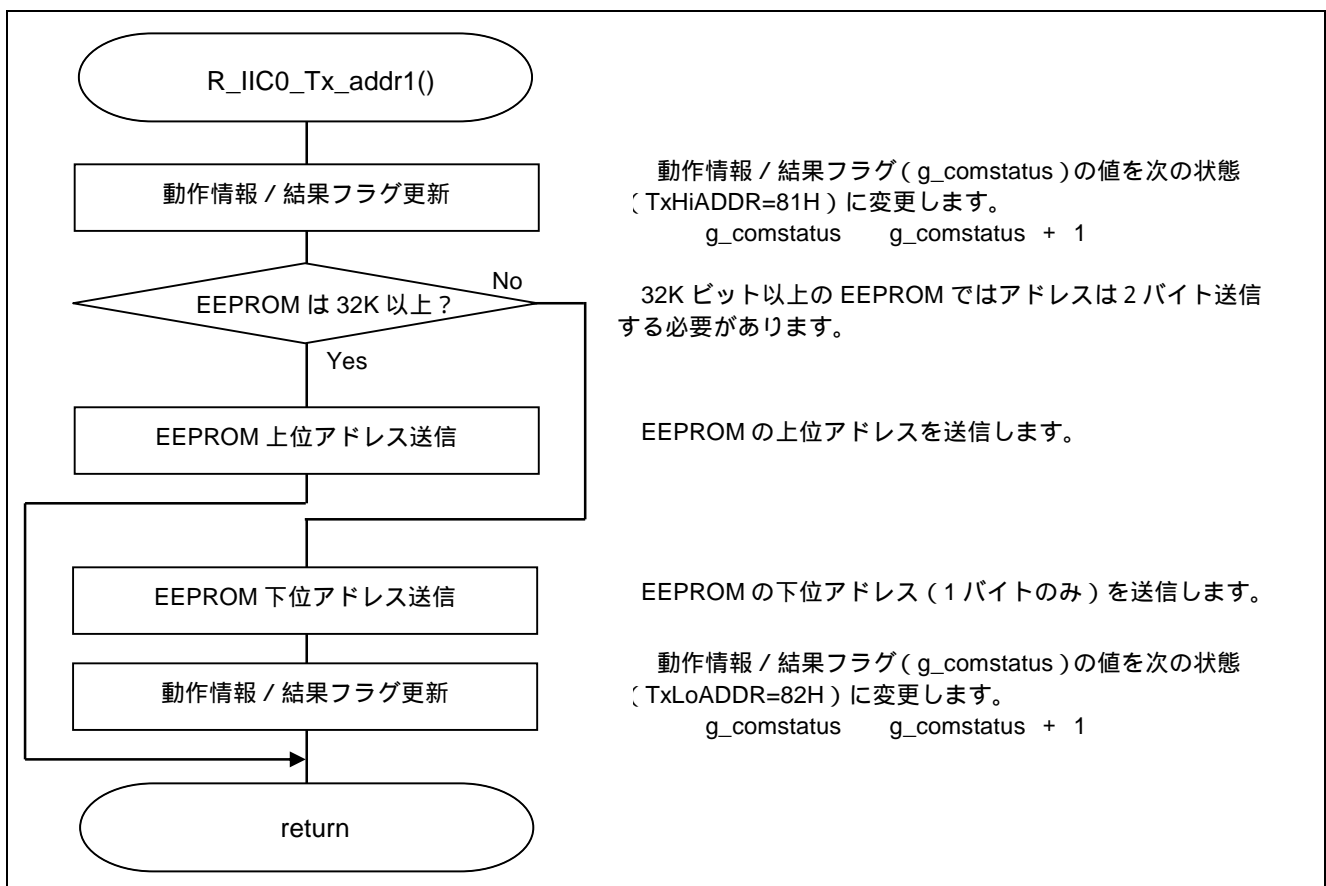 R_IIC0_Tx_addr1()
動作情報／結果フラグ更新
動作情報／結果フラグ（g_comstatus）の値を次の状態
（TxHiADDR=81H）に変更します。
g_comstatus g_comstatus + 1
EEPROM は 32K 以上？
No
Yes
32K ビット以上の EEPROM ではアドレスは 2 バイト送信
する必要があります。
EEPROM 上位アドレス送信
EEPROM の上位アドレスを送信します。
EEPROM 下位アドレス送信
EEPROM の下位アドレス（1 バイトのみ）を送信します。
動作情報／結果フラグ更新
動作情報／結果フラグ（g_comstatus）の値を次の状態
（TxLoADDR=82H）に変更します。
g_comstatus g_comstatus + 1
return